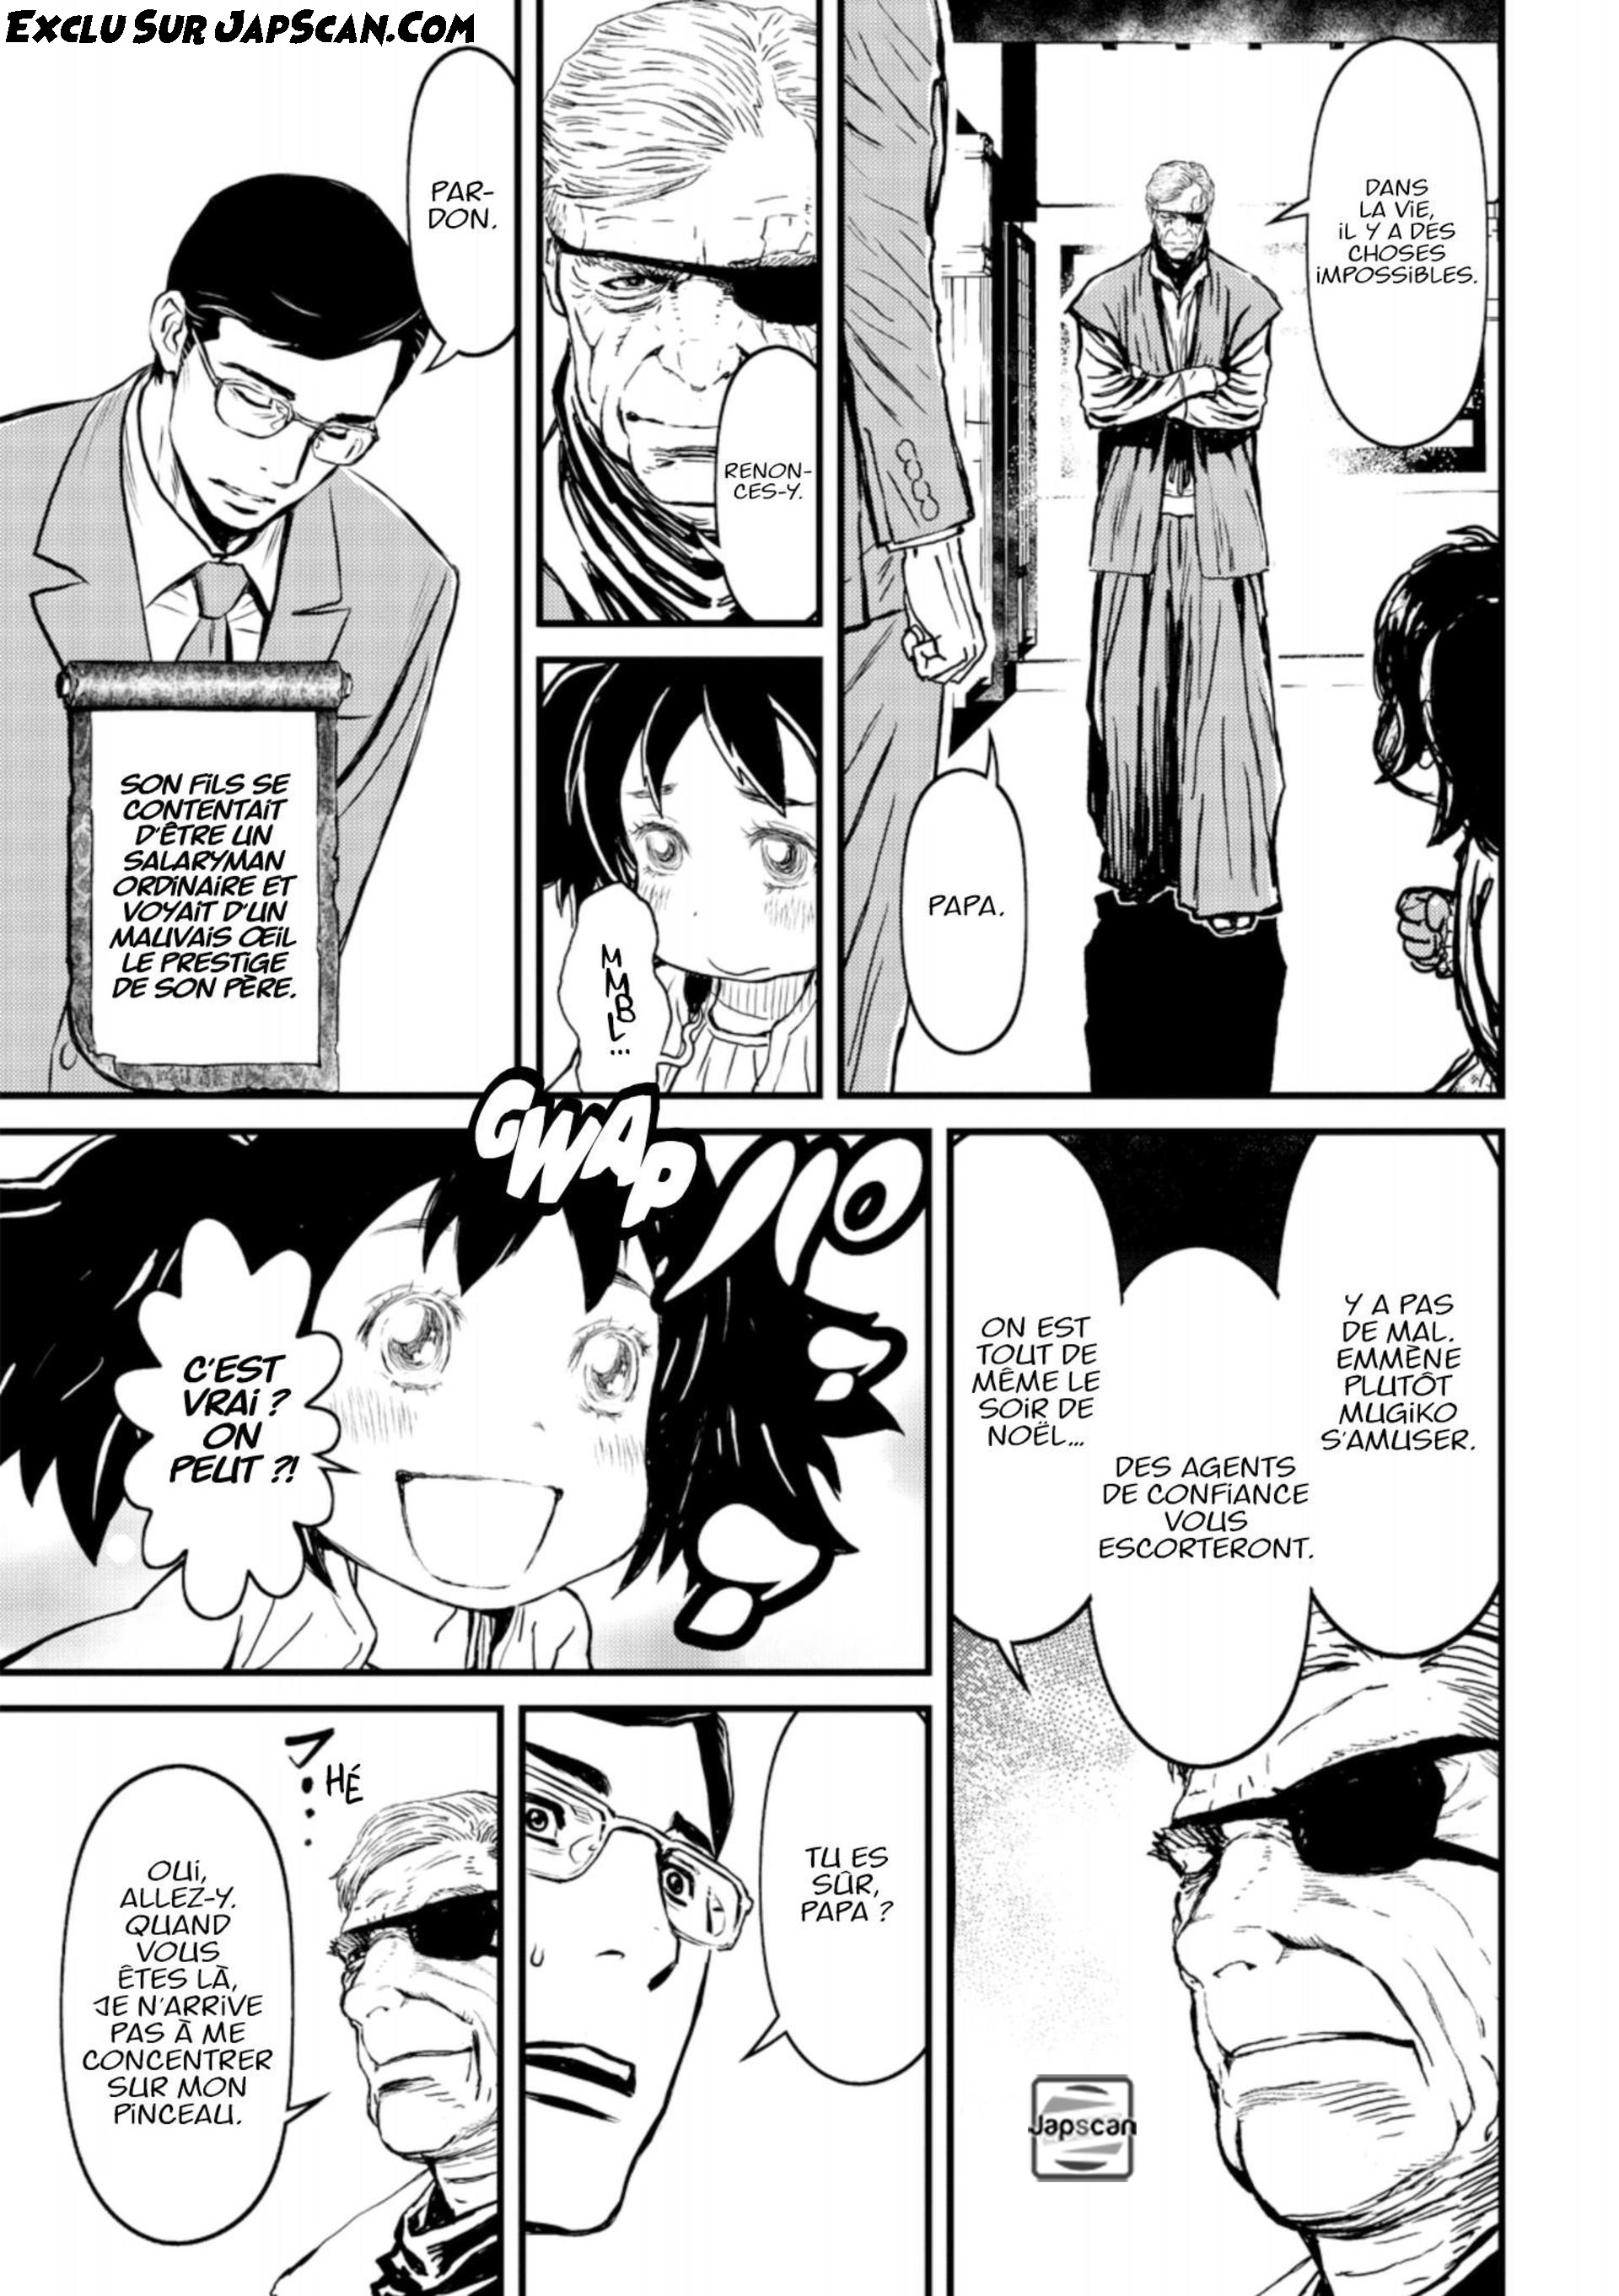 EXCLU SUR JAPSCAN.COM
DANS
LA VIE,
IL Y A DES
CHOSES
IMPOSSIBLES.
PAPA.
RENON-
CES-Y.
MMBL...
PAR-
DON.
SON FILS SE
CONTENTAIT
D'ÊTRE UN
SALARYMAN
ORDINAIRE ET
VOYAIT D'UN
MAUVAIS ŒIL
LE PRESTIGE
DE SON PÈRE.
Y A PAS
DE MAL.
EMMÈNE
PLUTÔT
MUGIKO
S'AMUSER.
DES AGENTS
DE CONFIANCE
VOUS
ESCORTERONT.
ON EST
TOUT DE
MÊME LE
SOIR DE
NOËL...
GWAP
C'EST
VRAI ?
ON
PEUT ?!
TU ES
SÛR,
PAPA ?
HÉ
OUI,
ALLEZ-Y.
QUAND
VOUS
ÊTES LÀ,
JE N'ARRIVE
PAS À ME
CONCENTRER
SUR MON
PINCEAU.
Japscan